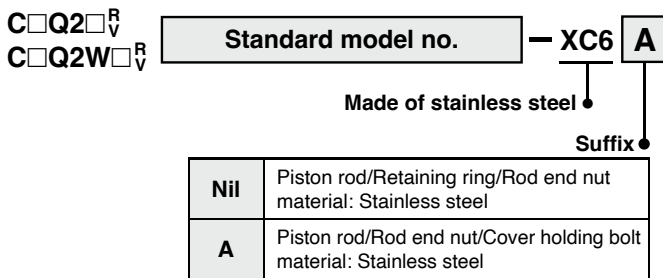 C□Q2□R V
C□Q2W□R V
Standard model no. – XC6 A
Made of stainless steel
Suffix
Nil Piston rod/Retaining ring/Rod end nut
material: Stainless steel
A Piston rod/Rod end nut/Cover holding bolt
material: Stainless steel